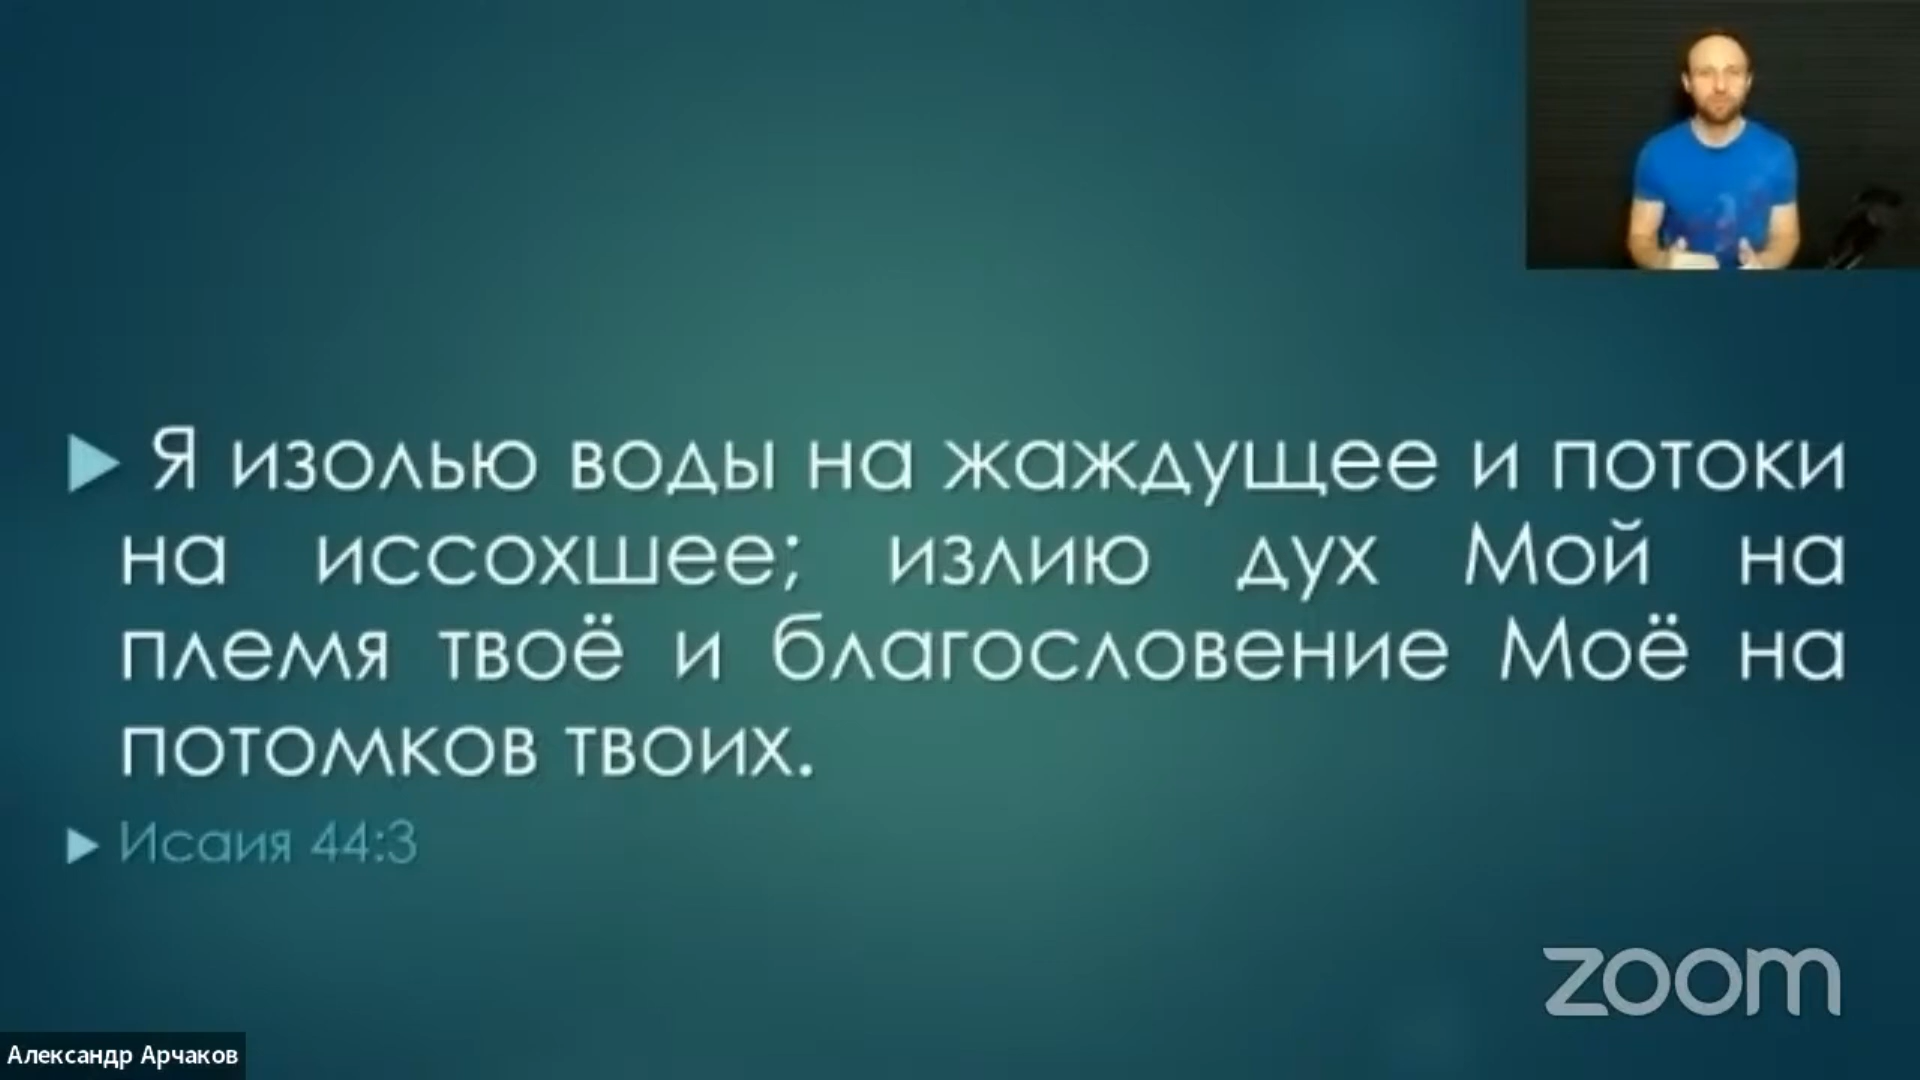 Я изолью воды на жаждущее и потоки
на иссохшее; излию дух Мой на
племя твоё и благословение Моё на
потомков твоих.
Исаия 44:3
zoom
Александр Арчаков